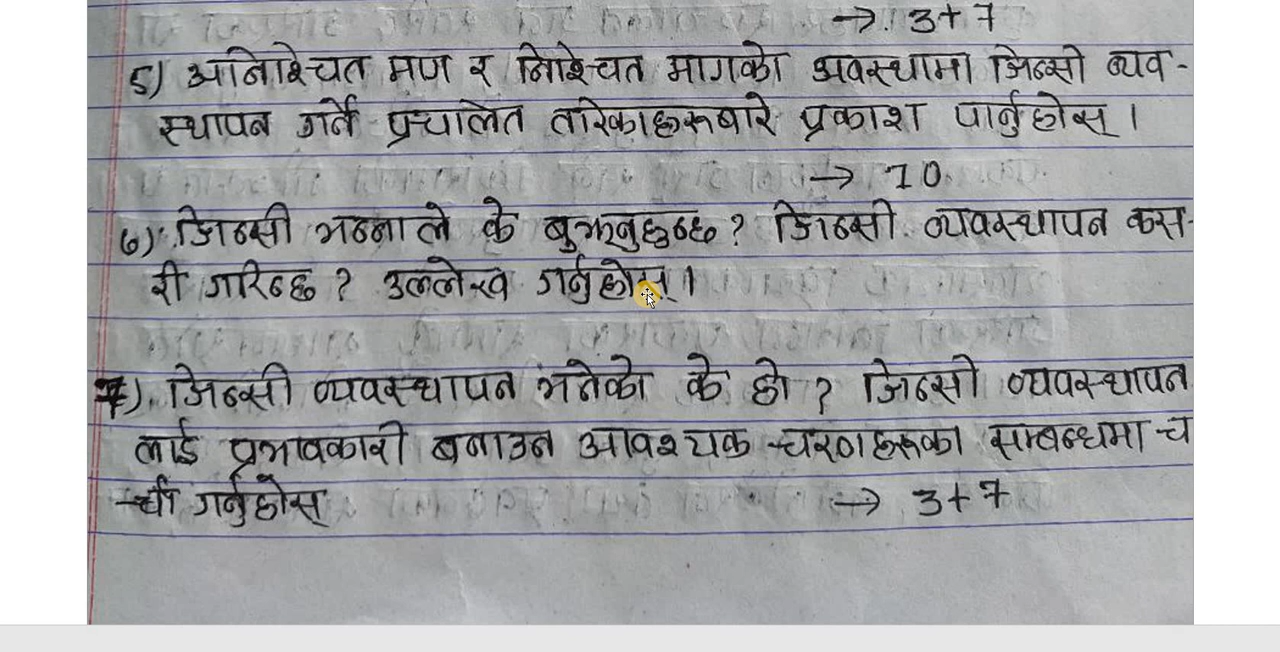 → 3+7
5) अनिश्चित माग र निश्चित मागको अवस्थामा जिन्सी व्यव-
स्थापन गर्ने प्रचलित तरिकाहरूबारे प्रकाश पार्नुहोस् ।
→ 10
६) जिन्सी भन्नाले के बुझ्नुहुन्छ ? जिन्सी व्यवस्थापन कस-
री गरिन्छ ? उल्लेख गर्नुहोस् ।
7) जिन्सी व्यवस्थापन भनेको के हो ? जिन्सी व्यवस्थापन
लाई प्रभावकारी बनाउन आवश्यक चरणहरूका सम्बन्धमा च
र्चा गर्नुहोस् → 3+7